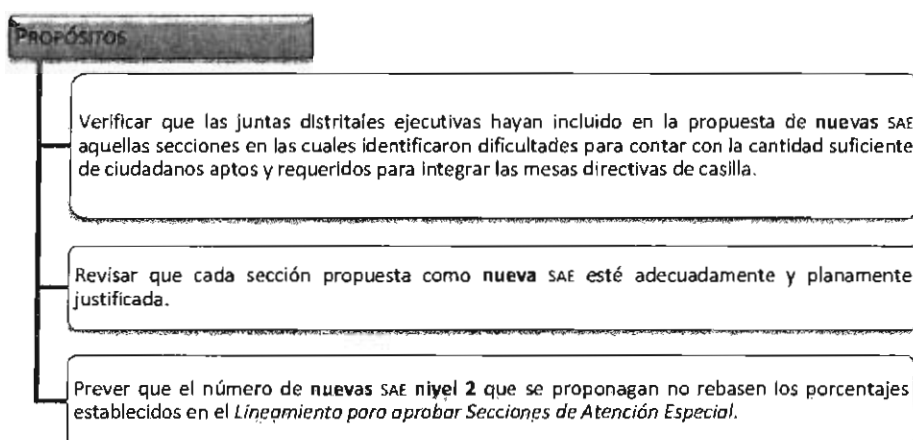 PROPÓSITOS
Verificar que las juntas distritales ejecutivas hayan incluido en la propuesta de nuevas SAE
aquellas secciones en las cuales identificaron dificultades para contar con la cantidad suficiente
de ciudadanos aptos y requeridos para integrar las mesas directivas de casilla.
Revisar que cada sección propuesta como nueva SAE esté adecuadamente y planamente
justificada.
Prever que el número de nuevas SAE nivel 2 que se proponagan no rebasen los porcentajes
establecidos en el Lineamiento para aprobar Secciones de Atención Especial.